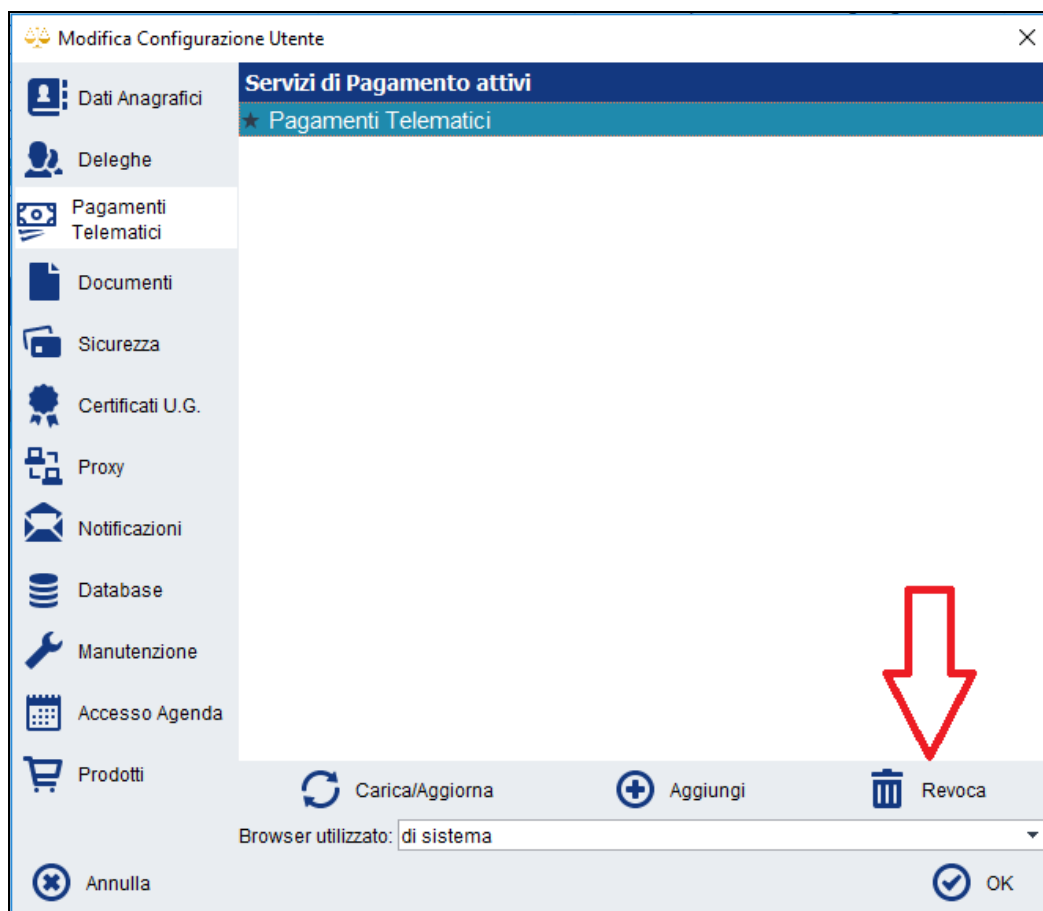 Modifica Configurazione Utente
Dati Anagrafici
Deleghe
Pagamenti
Telematici
Documenti
Sicurezza
Certificati U.G.
Proxy
Notificazioni
Database
Manutenzione
Accesso Agenda
Prodotti
Servizi di Pagamento attivi
★ Pagamenti Telematici
Carica/Aggiorna
Aggiungi
Revoca
Browser utilizzato: di sistema
Annulla
OK